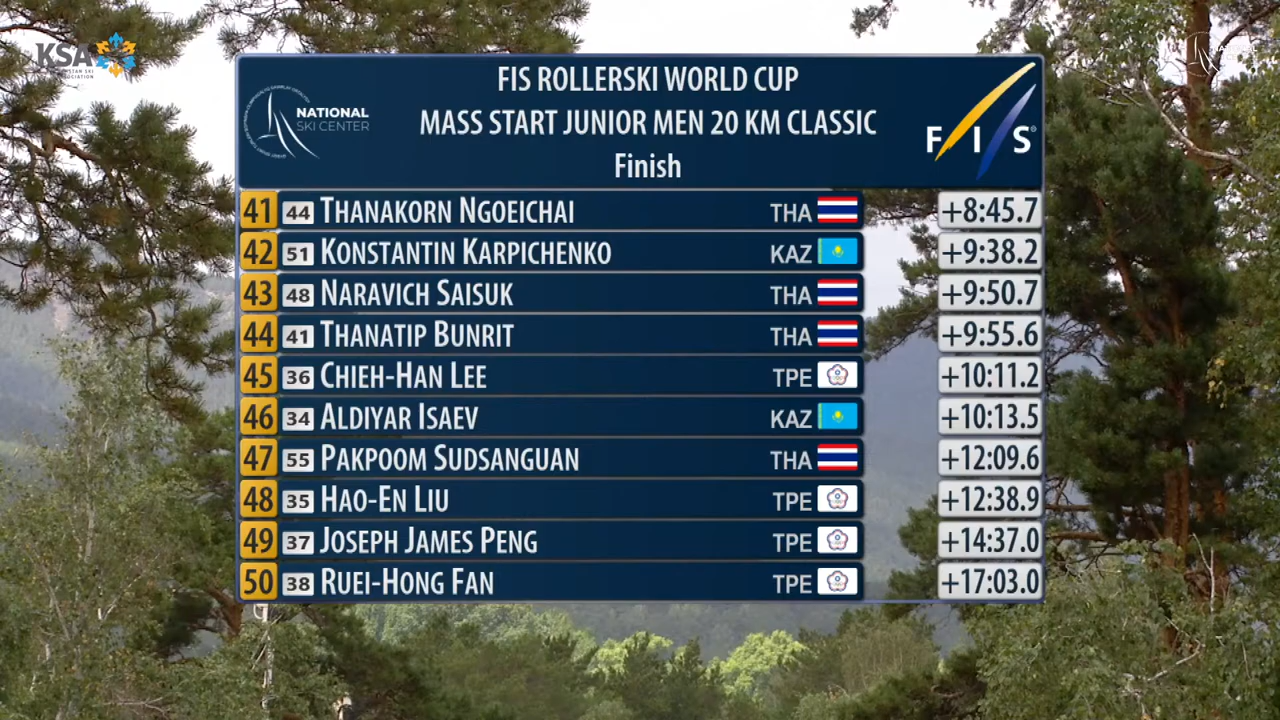 KSA
NATIONAL
SKI CENTER
FIS ROLLERSKI WORLD CUP
MASS START JUNIOR MEN 20 KM CLASSIC
Finish
FIS
41 44 THANAKORN NGOEICHAI THA +8:45.7
42 51 KONSTANTIN KARPICHENKO KAZ +9:38.2
43 48 NARAVICH SAISUK THA +9:50.7
44 41 THANATIP BUNRIT THA +9:55.6
45 36 CHIEH-HAN LEE TPE +10:11.2
46 34 ALDIYAR ISAEV KAZ +10:13.5
47 55 PAKPOOM SUDSANGUAN THA +12:09.6
48 35 HAO-EN LIU TPE +12:38.9
49 37 JOSEPH JAMES PENG TPE +14:37.0
50 38 RUEI-HONG FAN TPE +17:03.0